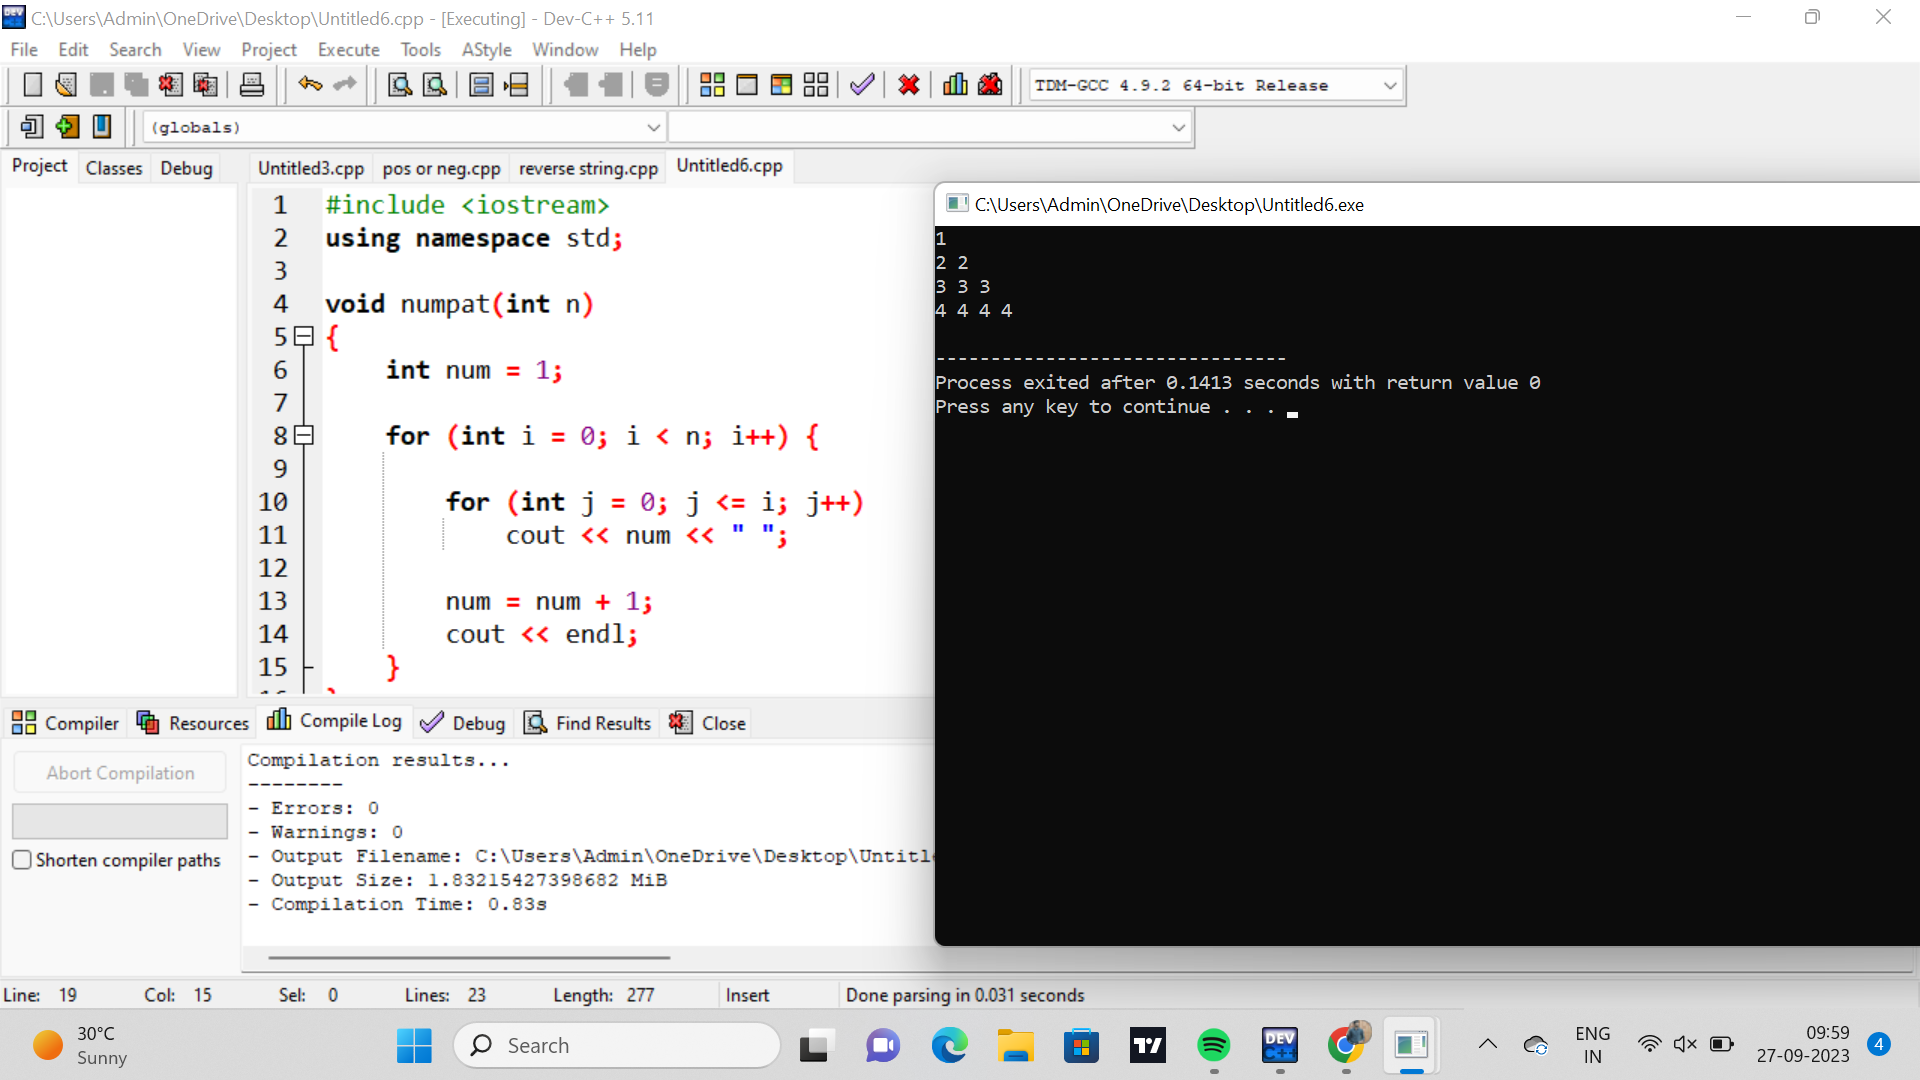 C:\Users\Admin\OneDrive\Desktop\Untitled6.cpp - [Executing] - Dev-C++ 5.11
File Edit Search View Project Execute Tools AStyle Window Help
TDM-GCC 4.9.2 64-bit Release
(globals)
Project Classes Debug
Untitled3.cpp pos or neg.cpp reverse string.cpp Untitled6.cpp
1 #include <iostream>
2 using namespace std;
3
4 void numpat(int n)
5 {
6 int num = 1;
7
8 for (int i = 0; i < n; i++) {
9
10 for (int j = 0; j <= i; j++)
11 cout << num << " ";
12
13 num = num + 1;
14 cout << endl;
15 }
C:\Users\Admin\OneDrive\Desktop\Untitled6.exe
1
2 2
3 3 3
4 4 4 4
--------------------------------
Process exited after 0.1413 seconds with return value 0
Press any key to continue . . .
Compiler Resources Compile Log Debug Find Results Close
Abort Compilation
Shorten compiler paths
Compilation results...
--------
- Errors: 0
- Warnings: 0
- Output Filename: C:\Users\Admin\OneDrive\Desktop\Untitl
- Output Size: 1.83215427398682 MiB
- Compilation Time: 0.83s
Line: 19 Col: 15 Sel: 0 Lines: 23 Length: 277 Insert Done parsing in 0.031 seconds
30°C
Sunny
Search
DEV
C++
ENG
IN
09:59
27-09-2023
4